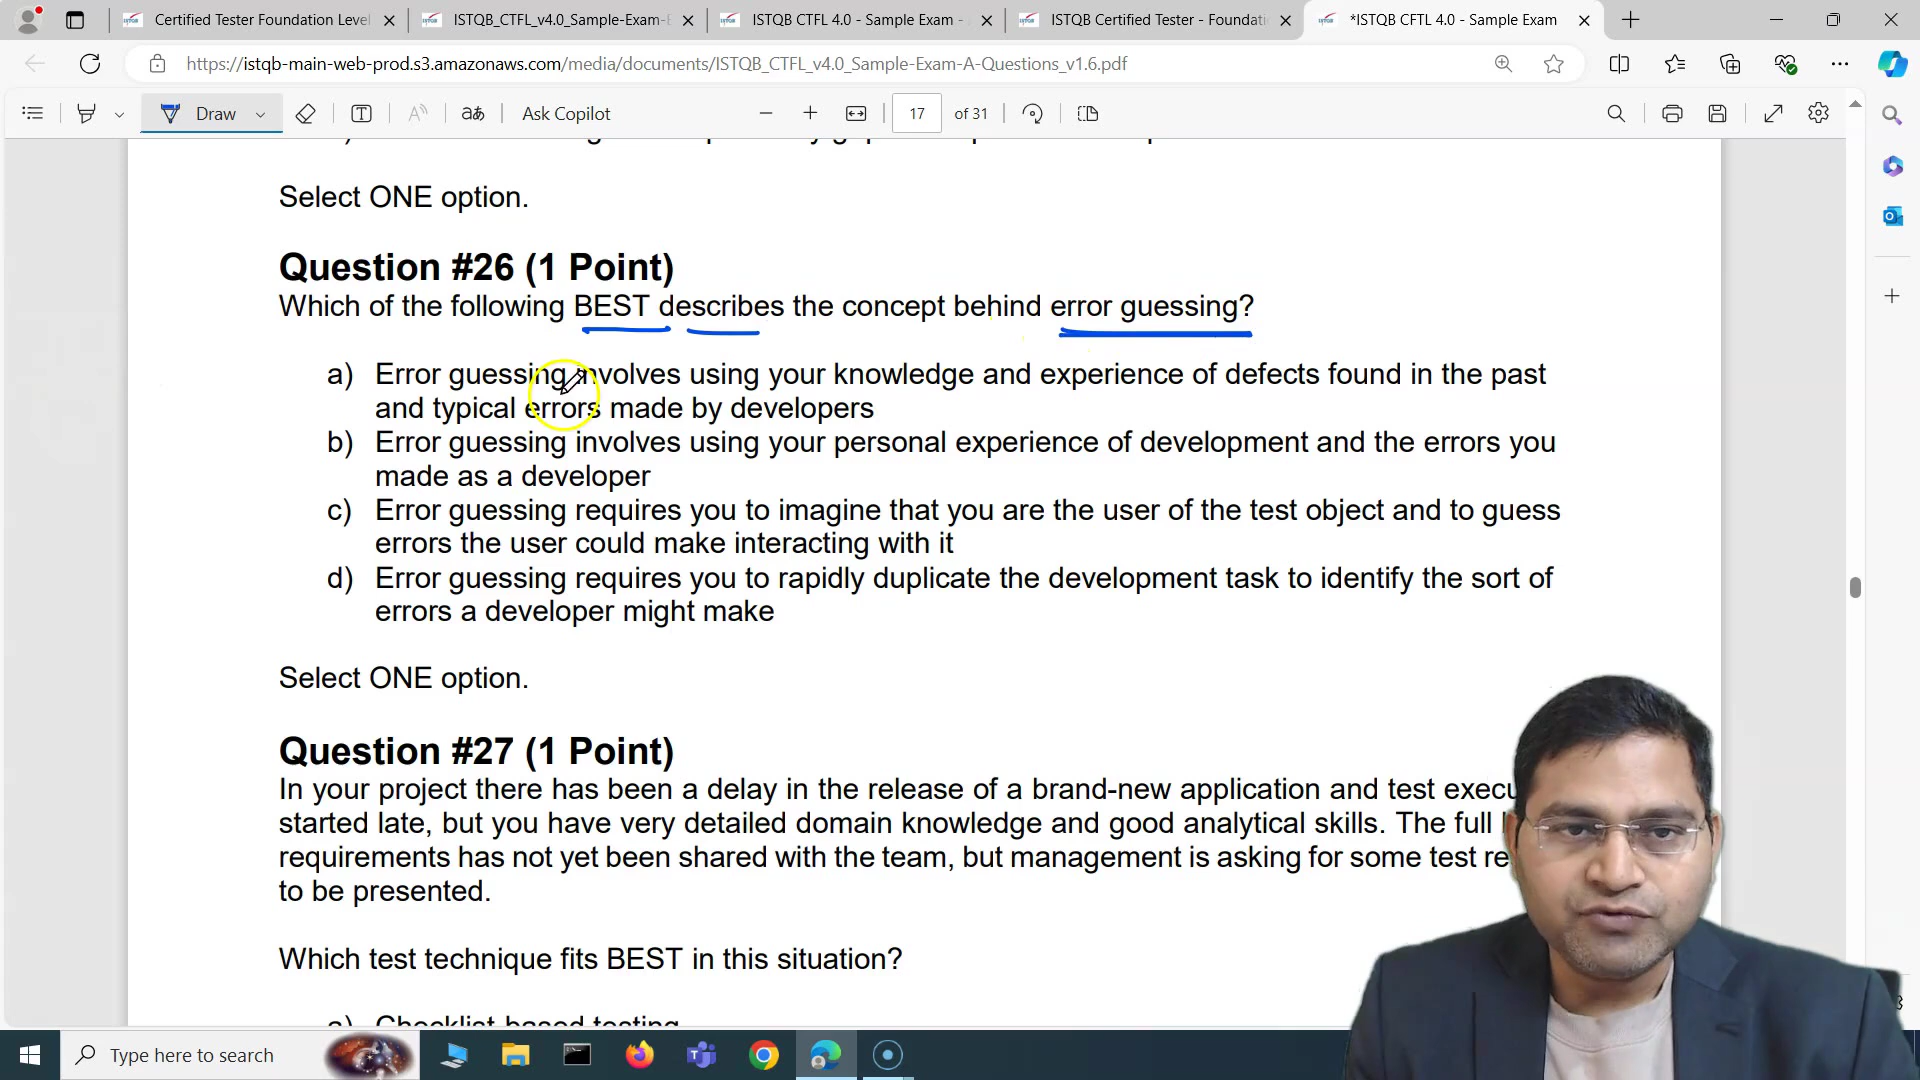 Certified Tester Foundation Level
ISTQB_CTFL_v4.0_Sample-Exam-
ISTQB CTFL 4.0 - Sample Exam -
ISTQB Certified Tester - Foundati
*ISTQB CFTL 4.0 - Sample Exam
https://istqb-main-web-prod.s3.amazonaws.com/media/documents/ISTQB_CTFL_v4.0_Sample-Exam-A-Questions_v1.6.pdf
Draw
Ask Copilot
17 of 31
Select ONE option.
Question #26 (1 Point)
Which of the following BEST describes the concept behind error guessing?
a) Error guessing involves using your knowledge and experience of defects found in the past
and typical errors made by developers
b) Error guessing involves using your personal experience of development and the errors you
made as a developer
c) Error guessing requires you to imagine that you are the user of the test object and to guess
errors the user could make interacting with it
d) Error guessing requires you to rapidly duplicate the development task to identify the sort of
errors a developer might make
Select ONE option.
Question #27 (1 Point)
In your project there has been a delay in the release of a brand-new application and test execu
started late, but you have very detailed domain knowledge and good analytical skills. The full
requirements has not yet been shared with the team, but management is asking for some test re
to be presented.
Which test technique fits BEST in this situation?
a) Checklist-based testing
Type here to search